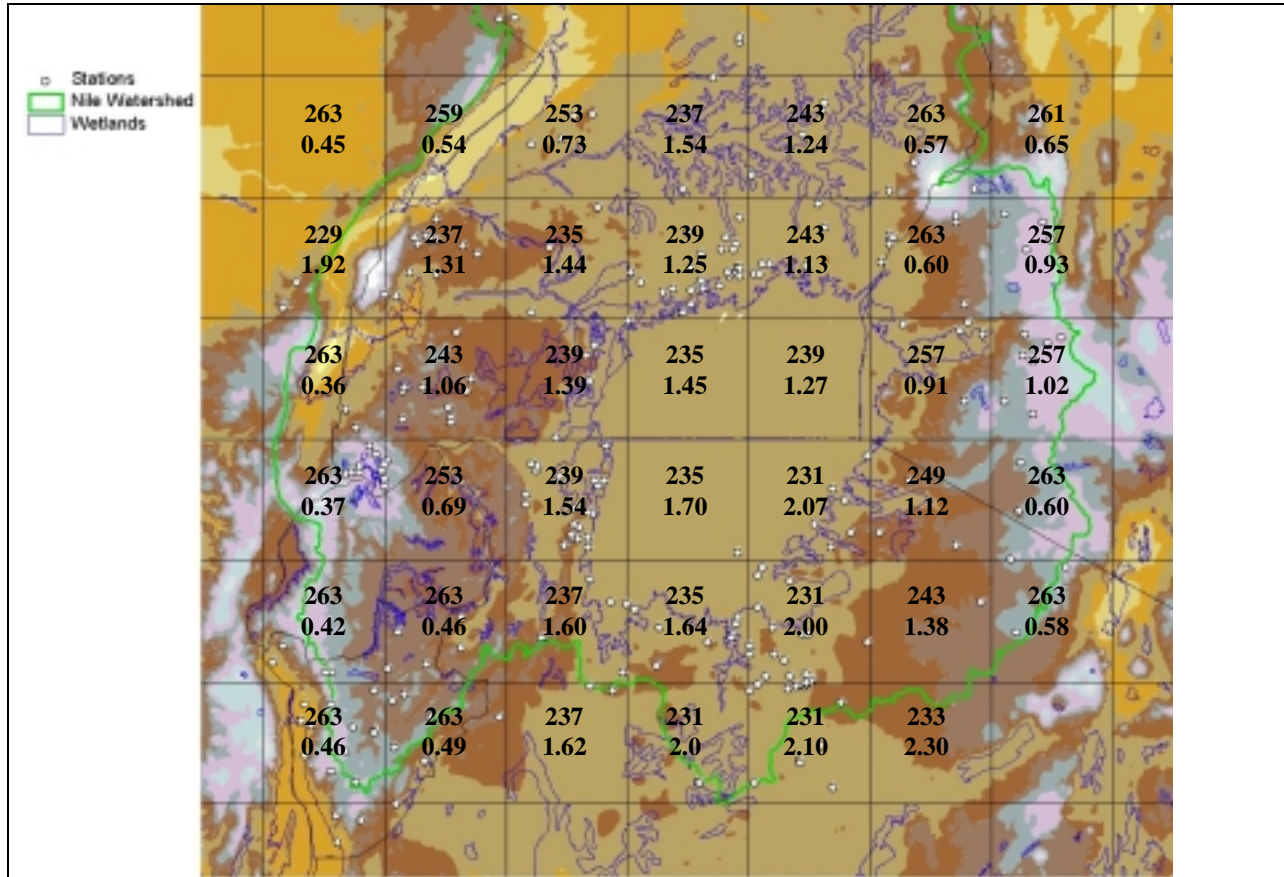 Stations
Nile Watershed
Wetlands
263 259 253 237 243 263 261
0.45 0.54 0.73 1.54 1.24 0.57 0.65
229 237 235 239 243 263 257
1.92 1.31 1.44 1.25 1.13 0.60 0.93
263 243 239 235 239 257 257
0.36 1.06 1.39 1.45 1.27 0.91 1.02
263 253 239 235 231 249 263
0.37 0.69 1.54 1.70 2.07 1.12 0.60
263 263 237 235 231 243 263
0.42 0.46 1.60 1.64 2.00 1.38 0.58
263 263 237 231 231 233
0.46 0.49 1.62 2.0 2.10 2.30